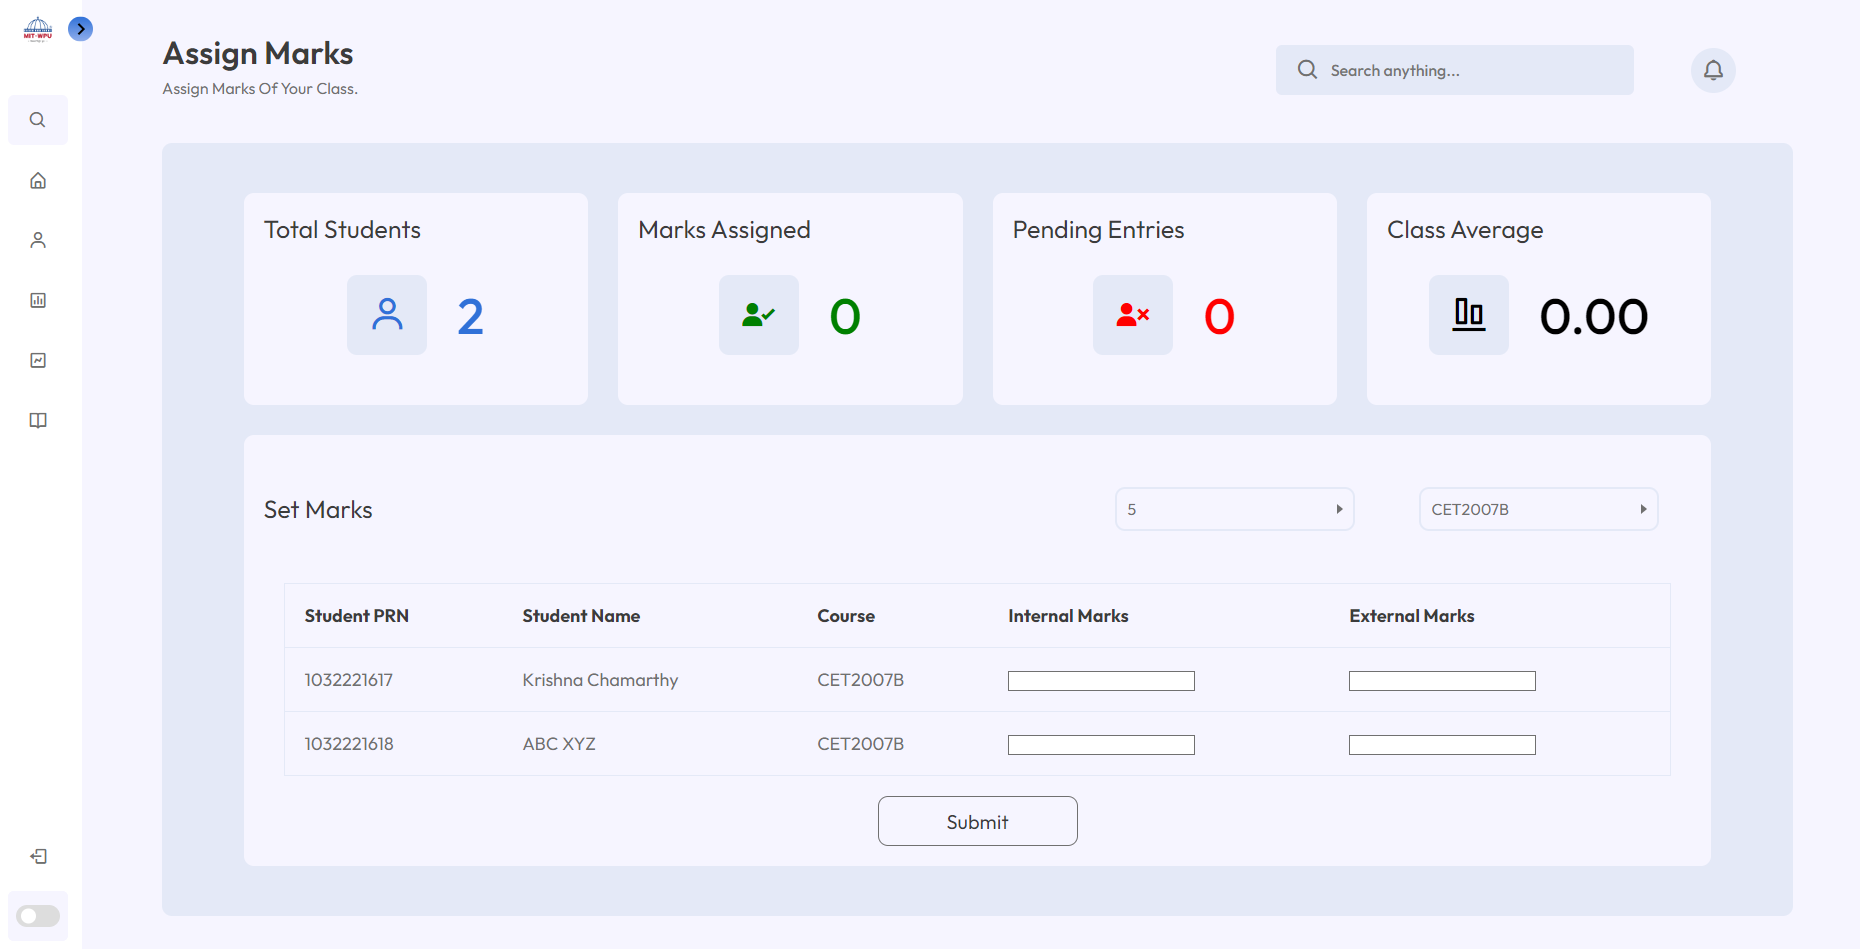 MIT-WPU
Assign Marks
Assign Marks Of Your Class.
Search anything...
Total Students
2
Marks Assigned
0
Pending Entries
0
Class Average
0.00
Set Marks
5
CET2007B
Student PRN Student Name Course Internal Marks External Marks
1032221617 Krishna Chamarthy CET2007B
1032221618 ABC XYZ CET2007B
Submit